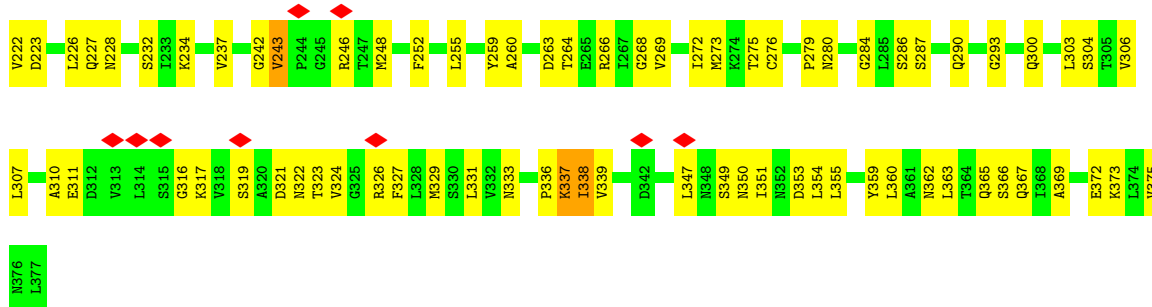 V222 D223 L226 Q227 N228 S232 I233 K234 V237 G242 V243 P244 G245 R246 T247 M248 F252 L255 Y259 A260 D263 T264 E265 R266 I267 G268 V269 I272 M273 K274 T275 C276 P279 N280 G284 L285 S286 S287 Q290 G293 Q300 L303 S304 T305 V306
L307 A310 E311 D312 V313 L314 S315 G316 K317 V318 S319 A320 D321 N322 T323 V324 G325 R326 F327 L328 M329 S330 L331 V332 N333 P336 K337 I338 V339 D342 L347 N348 S349 N350 I351 N352 D353 L354 L355 Y359 L360 A361 N362 L363 T364 Q365 S366 Q367 I368 A369 E372 K373 L374 V375
N376 L377